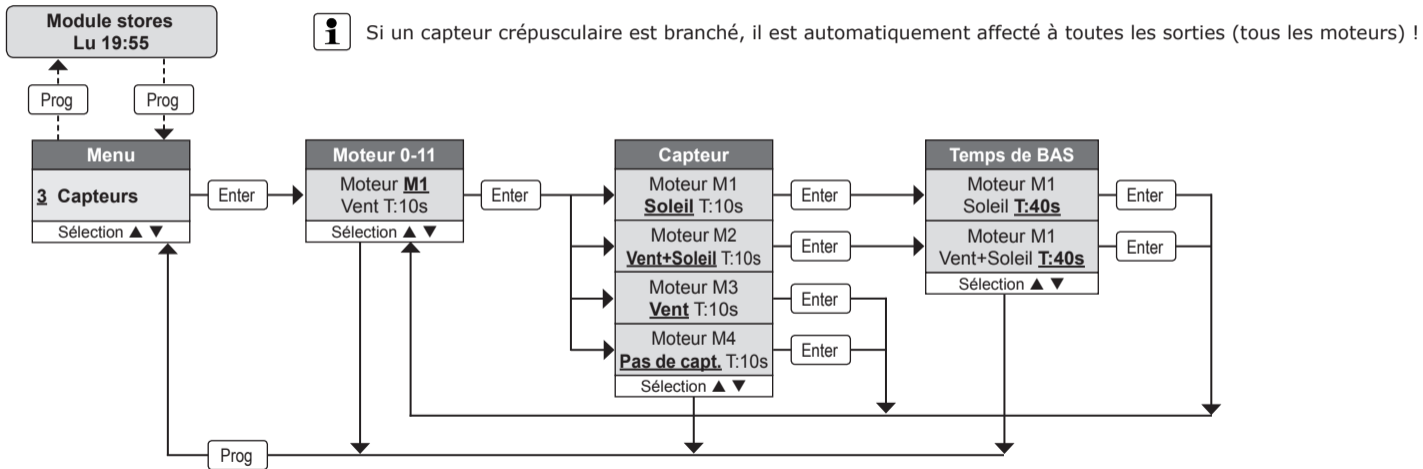 Module stores
Lu 19:55
Si un capteur crépusculaire est branché, il est automatiquement affecté à toutes les sorties (tous les moteurs) !
Prog
Prog
Menu
3 Capteurs
Sélection ▲ ▼
Enter
Moteur 0-11
Moteur M1
Vent T:10s
Sélection ▲ ▼
Enter
Capteur
Moteur M1
Soleil T:10s
Moteur M2
Vent+Soleil T:10s
Moteur M3
Vent T:10s
Moteur M4
Pas de capt. T:10s
Sélection ▲ ▼
Enter
Enter
Enter
Enter
Temps de BAS
Moteur M1
Soleil T:40s
Moteur M1
Vent+Soleil T:40s
Sélection ▲ ▼
Enter
Enter
Prog